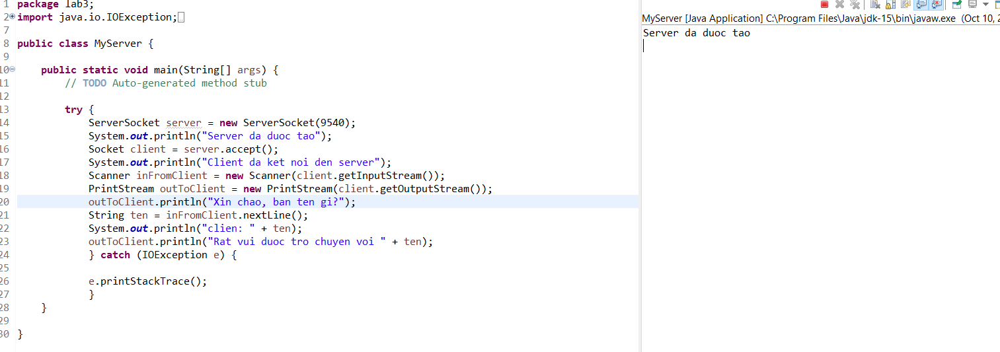 1 package lab3;
2 import java.io.IOException;
7
8 public class MyServer {
9
10 public static void main(String[] args) {
11 // TODO Auto-generated method stub
12
13 try {
14 ServerSocket server = new ServerSocket(9540);
15 System.out.println("Server da duoc tao");
16 Socket client = server.accept();
17 System.out.println("Client da ket noi den server");
18 Scanner inFromClient = new Scanner(client.getInputStream());
19 PrintStream outToClient = new PrintStream(client.getOutputStream());
20 outToClient.println("Xin chao, ban ten gi?");
21 String ten = inFromClient.nextLine();
22 System.out.println("clien: " + ten);
23 outToClient.println("Rat vui duoc tro chuyen voi " + ten);
24 } catch (IOException e) {
25
26 e.printStackTrace();
27 }
28 }
29
30 }
MyServer [Java Application] C:\Program Files\Java\jdk-15\bin\javaw.exe (Oct 10, 2
Server da duoc tao